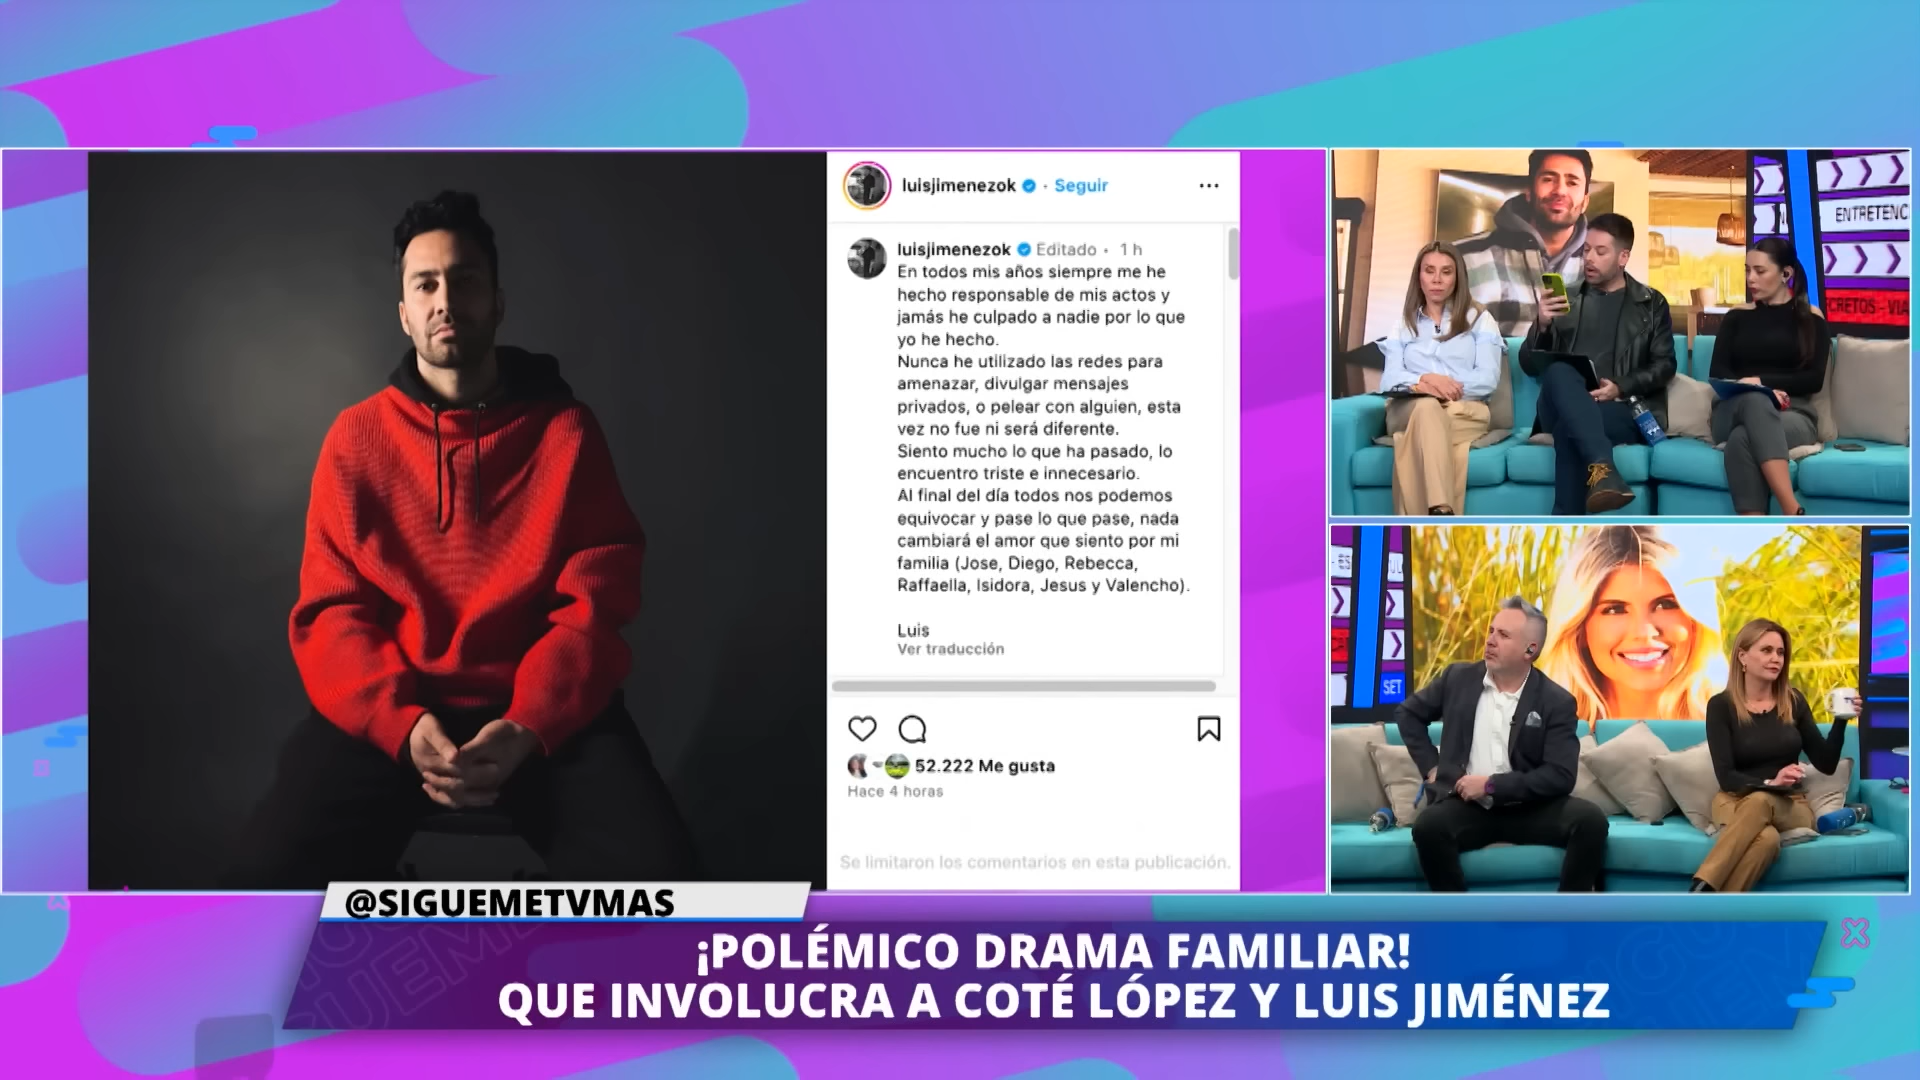 luisjimenezok · Seguir
luisjimenezok Editado · 1 h
En todos mis años siempre me he
hecho responsable de mis actos y
jamás he culpado a nadie por lo que
yo he hecho.
Nunca he utilizado las redes para
amenazar, divulgar mensajes
privados, o pelear con alguien, esta
vez no fue ni será diferente.
Siento mucho lo que ha pasado, lo
encuentro triste e innecesario.
Al final del día todos nos podemos
equivocar y pase lo que pase, nada
cambiará el amor que siento por mi
familia (Jose, Diego, Rebecca,
Raffaella, Isidora, Jesus y Valencho).
Luis
Ver traducción
52.222 Me gusta
Hace 4 horas
Se limitaron los comentarios en esta publicación.
ENTRETENC
CRETOS - VIA
SET
@SIGUEMETVMAS
¡POLÉMICO DRAMA FAMILIAR!
QUE INVOLUCRA A COTÉ LÓPEZ Y LUIS JIMÉNEZ